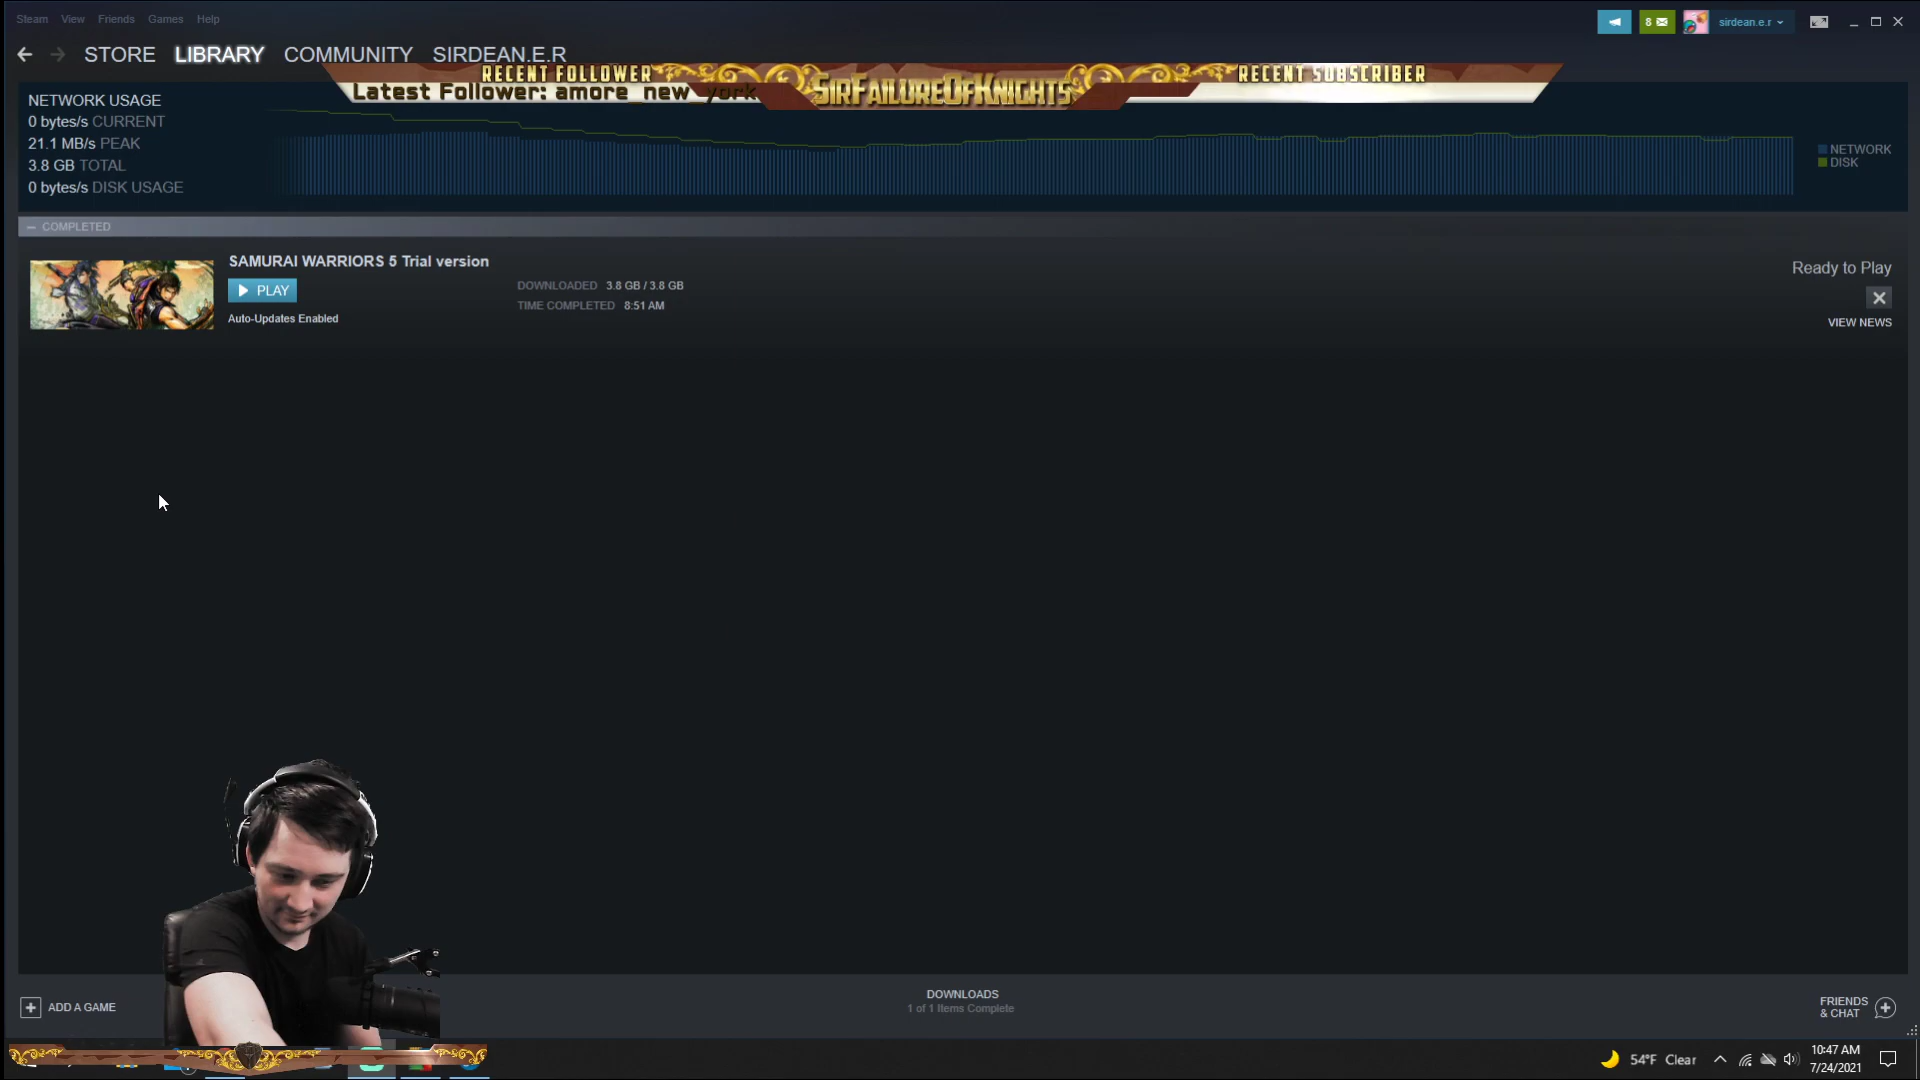 Steam View Friends Games Help
8 sirdean.e.r
STORE LIBRARY COMMUNITY SIRDEAN.E.R
RECENT FOLLOWER
Latest Follower: amore_new_york
SIRFAILUREOFKNIGHTS
RECENT SUBSCRIBER
NETWORK USAGE
0 bytes/s CURRENT
21.1 MB/s PEAK
3.8 GB TOTAL
0 bytes/s DISK USAGE
NETWORK
DISK
COMPLETED
SAMURAI WARRIORS 5 Trial version
PLAY
Auto-Updates Enabled
DOWNLOADED 3.8 GB / 3.8 GB
TIME COMPLETED 8:51 AM
Ready to Play
VIEW NEWS
ADD A GAME
DOWNLOADS
1 of 1 Items Complete
FRIENDS
& CHAT
54°F Clear
10:47 AM
7/24/2021